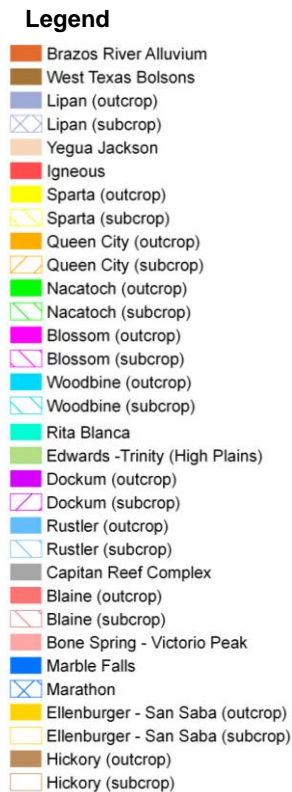 Legend
Brazos River Alluvium
West Texas Bolsons
Lipan (outcrop)
Lipan (subcrop)
Yegua Jackson
Igneous
Sparta (outcrop)
Sparta (subcrop)
Queen City (outcrop)
Queen City (subcrop)
Nacatoch (outcrop)
Nacatoch (subcrop)
Blossom (outcrop)
Blossom (subcrop)
Woodbine (outcrop)
Woodbine (subcrop)
Rita Blanca
Edwards -Trinity (High Plains)
Dockum (outcrop)
Dockum (subcrop)
Rustler (outcrop)
Rustler (subcrop)
Capitan Reef Complex
Blaine (outcrop)
Blaine (subcrop)
Bone Spring - Victorio Peak
Marble Falls
Marathon
Ellenburger - San Saba (outcrop)
Ellenburger - San Saba (subcrop)
Hickory (outcrop)
Hickory (subcrop)